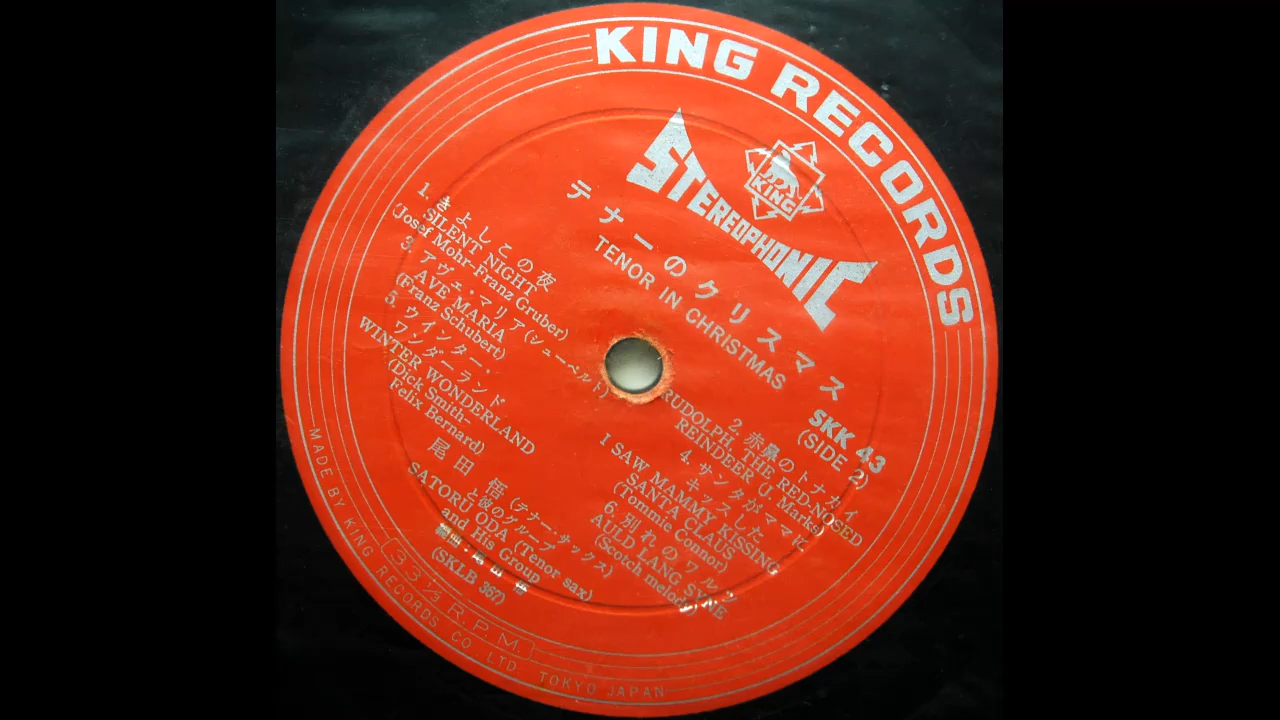 KING RECORDS
STEREOPHONIC
KING
テナーのクリスマス
TENOR IN CHRISTMAS
SKK 43
(SIDE 2)
1. きよしこの夜
SILENT NIGHT
(Josef Mohr-Franz Gruber)
3. アヴェ・マリア(シューベルト)
AVE MARIA
(Franz Schubert)
5. ウインター・
ワンダーランド
WINTER WONDERLAND
(Dick Smith-
Felix Bernard)
2. 赤鼻のトナカイ
RUDOLPH, THE RED-NOSED
REINDEER (J. Marks)
4. サンタがママに
キッスした
I SAW MAMMY KISSING
SANTA CLAUS
(Tommie Connor)
6. 別れのワルツ
AULD LANG SYNE
(Scotch melody)
尾田 悟(テナー・サックス)
と彼のグループ
SATORU ODA (Tenor sax)
and His Group
編曲・尾田 悟
(SKLB 367)
33⅓ R.P.M.
MADE BY KING RECORDS CO. LTD. TOKYO JAPAN